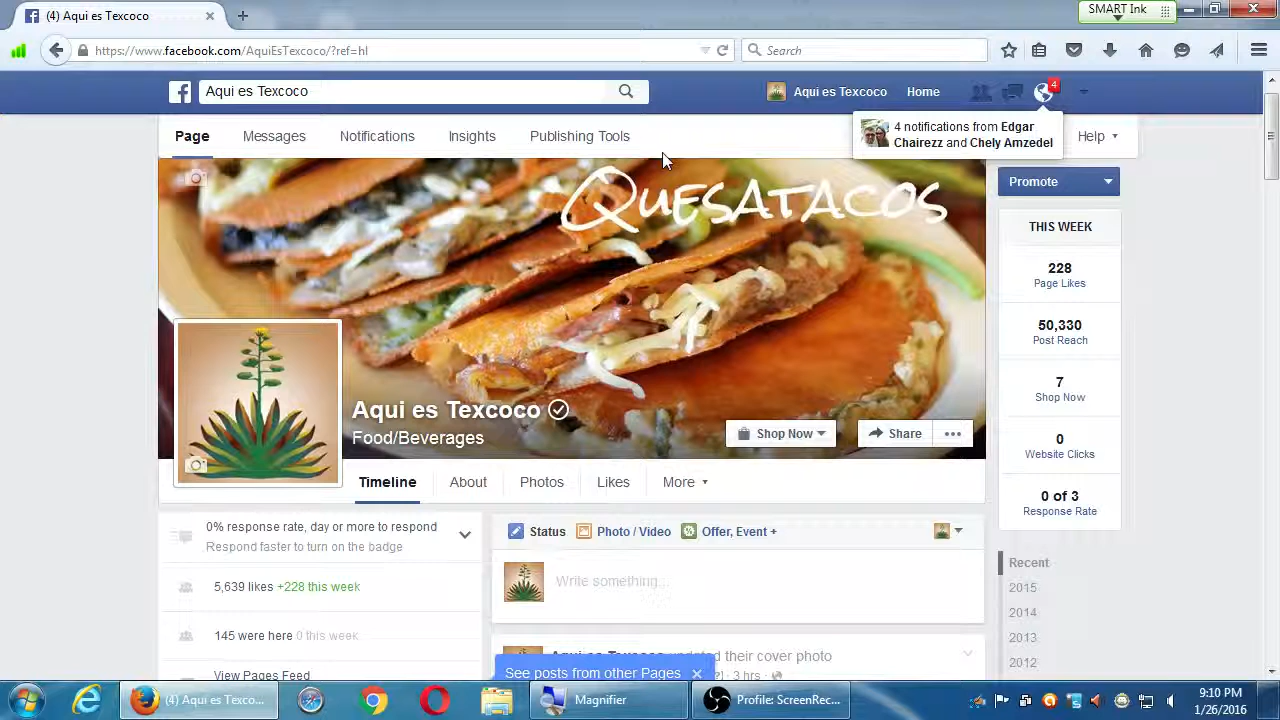 (4) Aqui es Texcoco
SMART Ink
https://www.facebook.com/AquiEsTexcoco/?ref=hl
Search
Aqui es Texcoco
Aqui es Texcoco
Home
4
Page
Messages
Notifications
Insights
Publishing Tools
4 notifications from Edgar
Chairezz and Chely Amzedel
Help
QUESATACOS
Promote
THIS WEEK
228
Page Likes
50,330
Post Reach
7
Shop Now
0
Website Clicks
0 of 3
Response Rate
Aqui es Texcoco
Food/Beverages
Shop Now
Share
Timeline
About
Photos
Likes
More
0% response rate, day or more to respond
Respond faster to turn on the badge
5,639 likes +228 this week
145 were here 0 this week
View Pages Feed
Status
Photo / Video
Offer, Event +
Write something...
updated their cover photo
3 hrs
See posts from other Pages
Recent
2015
2014
2013
2012
(4) Aqui es Texco...
Magnifier
Profile: ScreenRec...
9:10 PM
1/26/2016